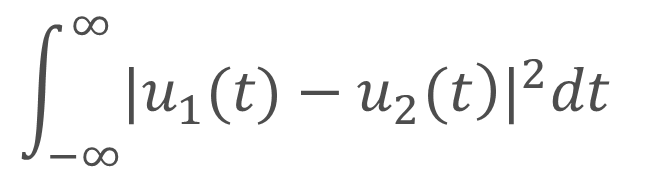 ∫_{-∞}^{∞} |u₁(t) − u₂(t)|² dt